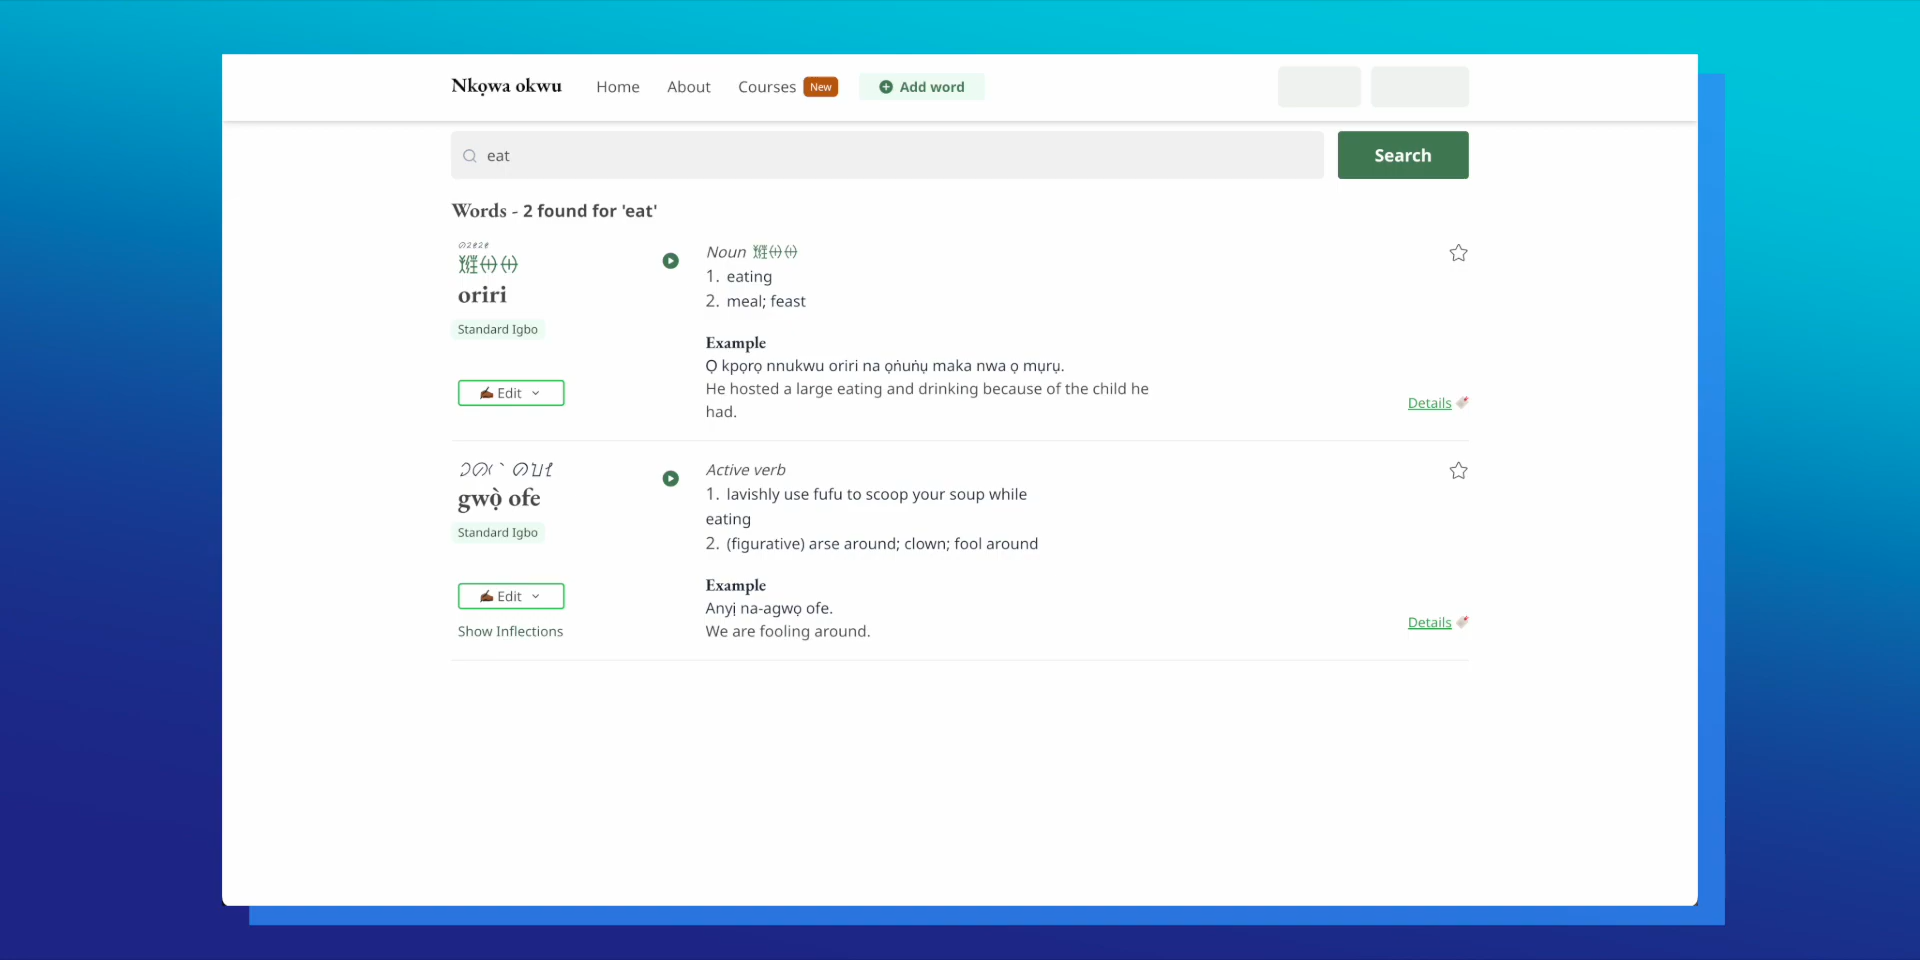 Nkọwa okwu
Home
About
Courses New
Add word
eat
Search
Words - 2 found for 'eat'
oriri
Standard Igbo
Edit
Noun
1. eating
2. meal; feast
Example
Ọ kpọrọ nnukwu oriri na ọṅụṅụ maka nwa ọ mụrụ.
He hosted a large eating and drinking because of the child he
had.
Details
gwọ̀ ofe
Standard Igbo
Edit
Show Inflections
Active verb
1. lavishly use fufu to scoop your soup while
eating
2. (figurative) arse around; clown; fool around
Example
Anyị na-agwọ ofe.
We are fooling around.
Details